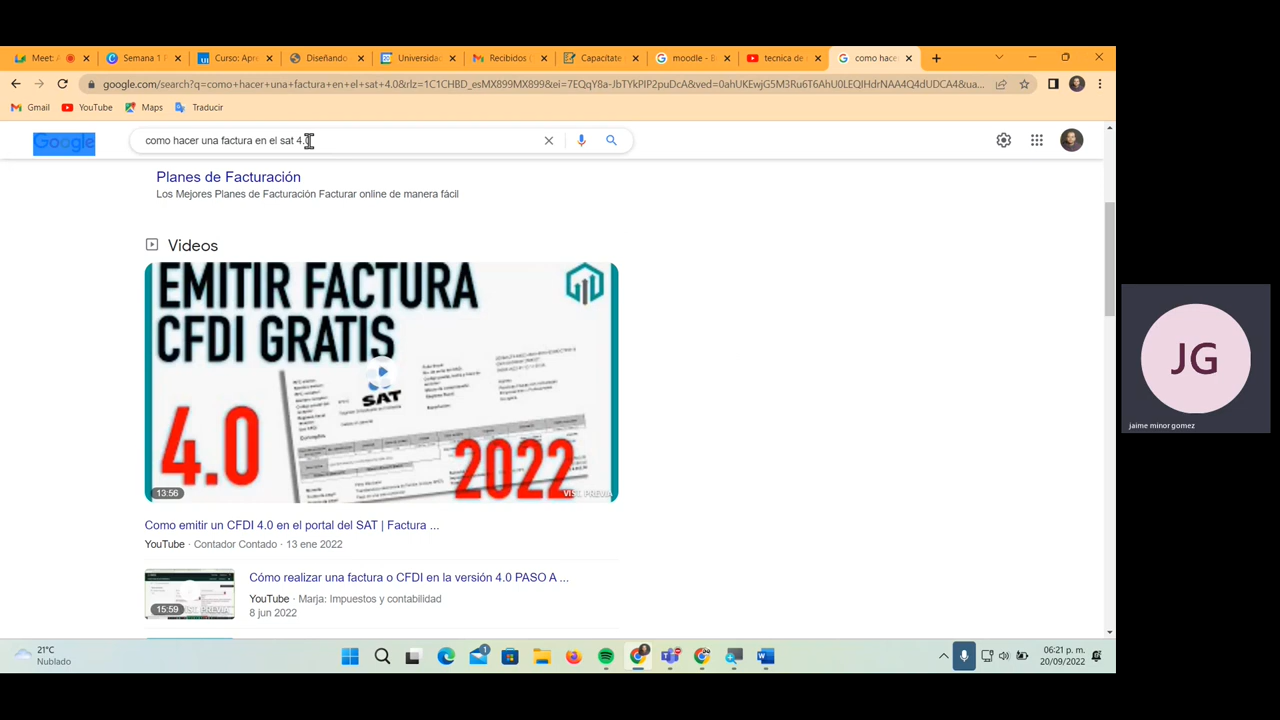 Meet:
Semana 1
Curso: Apre
Diseñando
Universidad
Recibidos
Capacítate
moodle - B
tecnica de
como hace
google.com/search?q=como+hacer+una+factura+en+el+sat+4.0&rlz=1C1CHBD_esMX899MX899&ei=7EQqY8a-JbTYkPIP2puDcA&ved=0ahUKEwjG5M3Ru6T6AhU0LEQIHdrNAA4Q4dUDCA4&ua...
Gmail YouTube Maps Traducir
Google como hacer una factura en el sat 4.0
Planes de Facturación
Los Mejores Planes de Facturación Facturar online de manera fácil
Videos
EMITIR FACTURA
CFDI GRATIS
SAT
4.0
2022
13:56
VISTA PREVIA
Como emitir un CFDI 4.0 en el portal del SAT | Factura ...
YouTube · Contador Contado · 13 ene 2022
Cómo realizar una factura o CFDI en la versión 4.0 PASO A ...
YouTube · Marja: Impuestos y contabilidad
8 jun 2022
15:59
JG
jaime minor gomez
21°C
Nublado
06:21 p. m.
20/09/2022